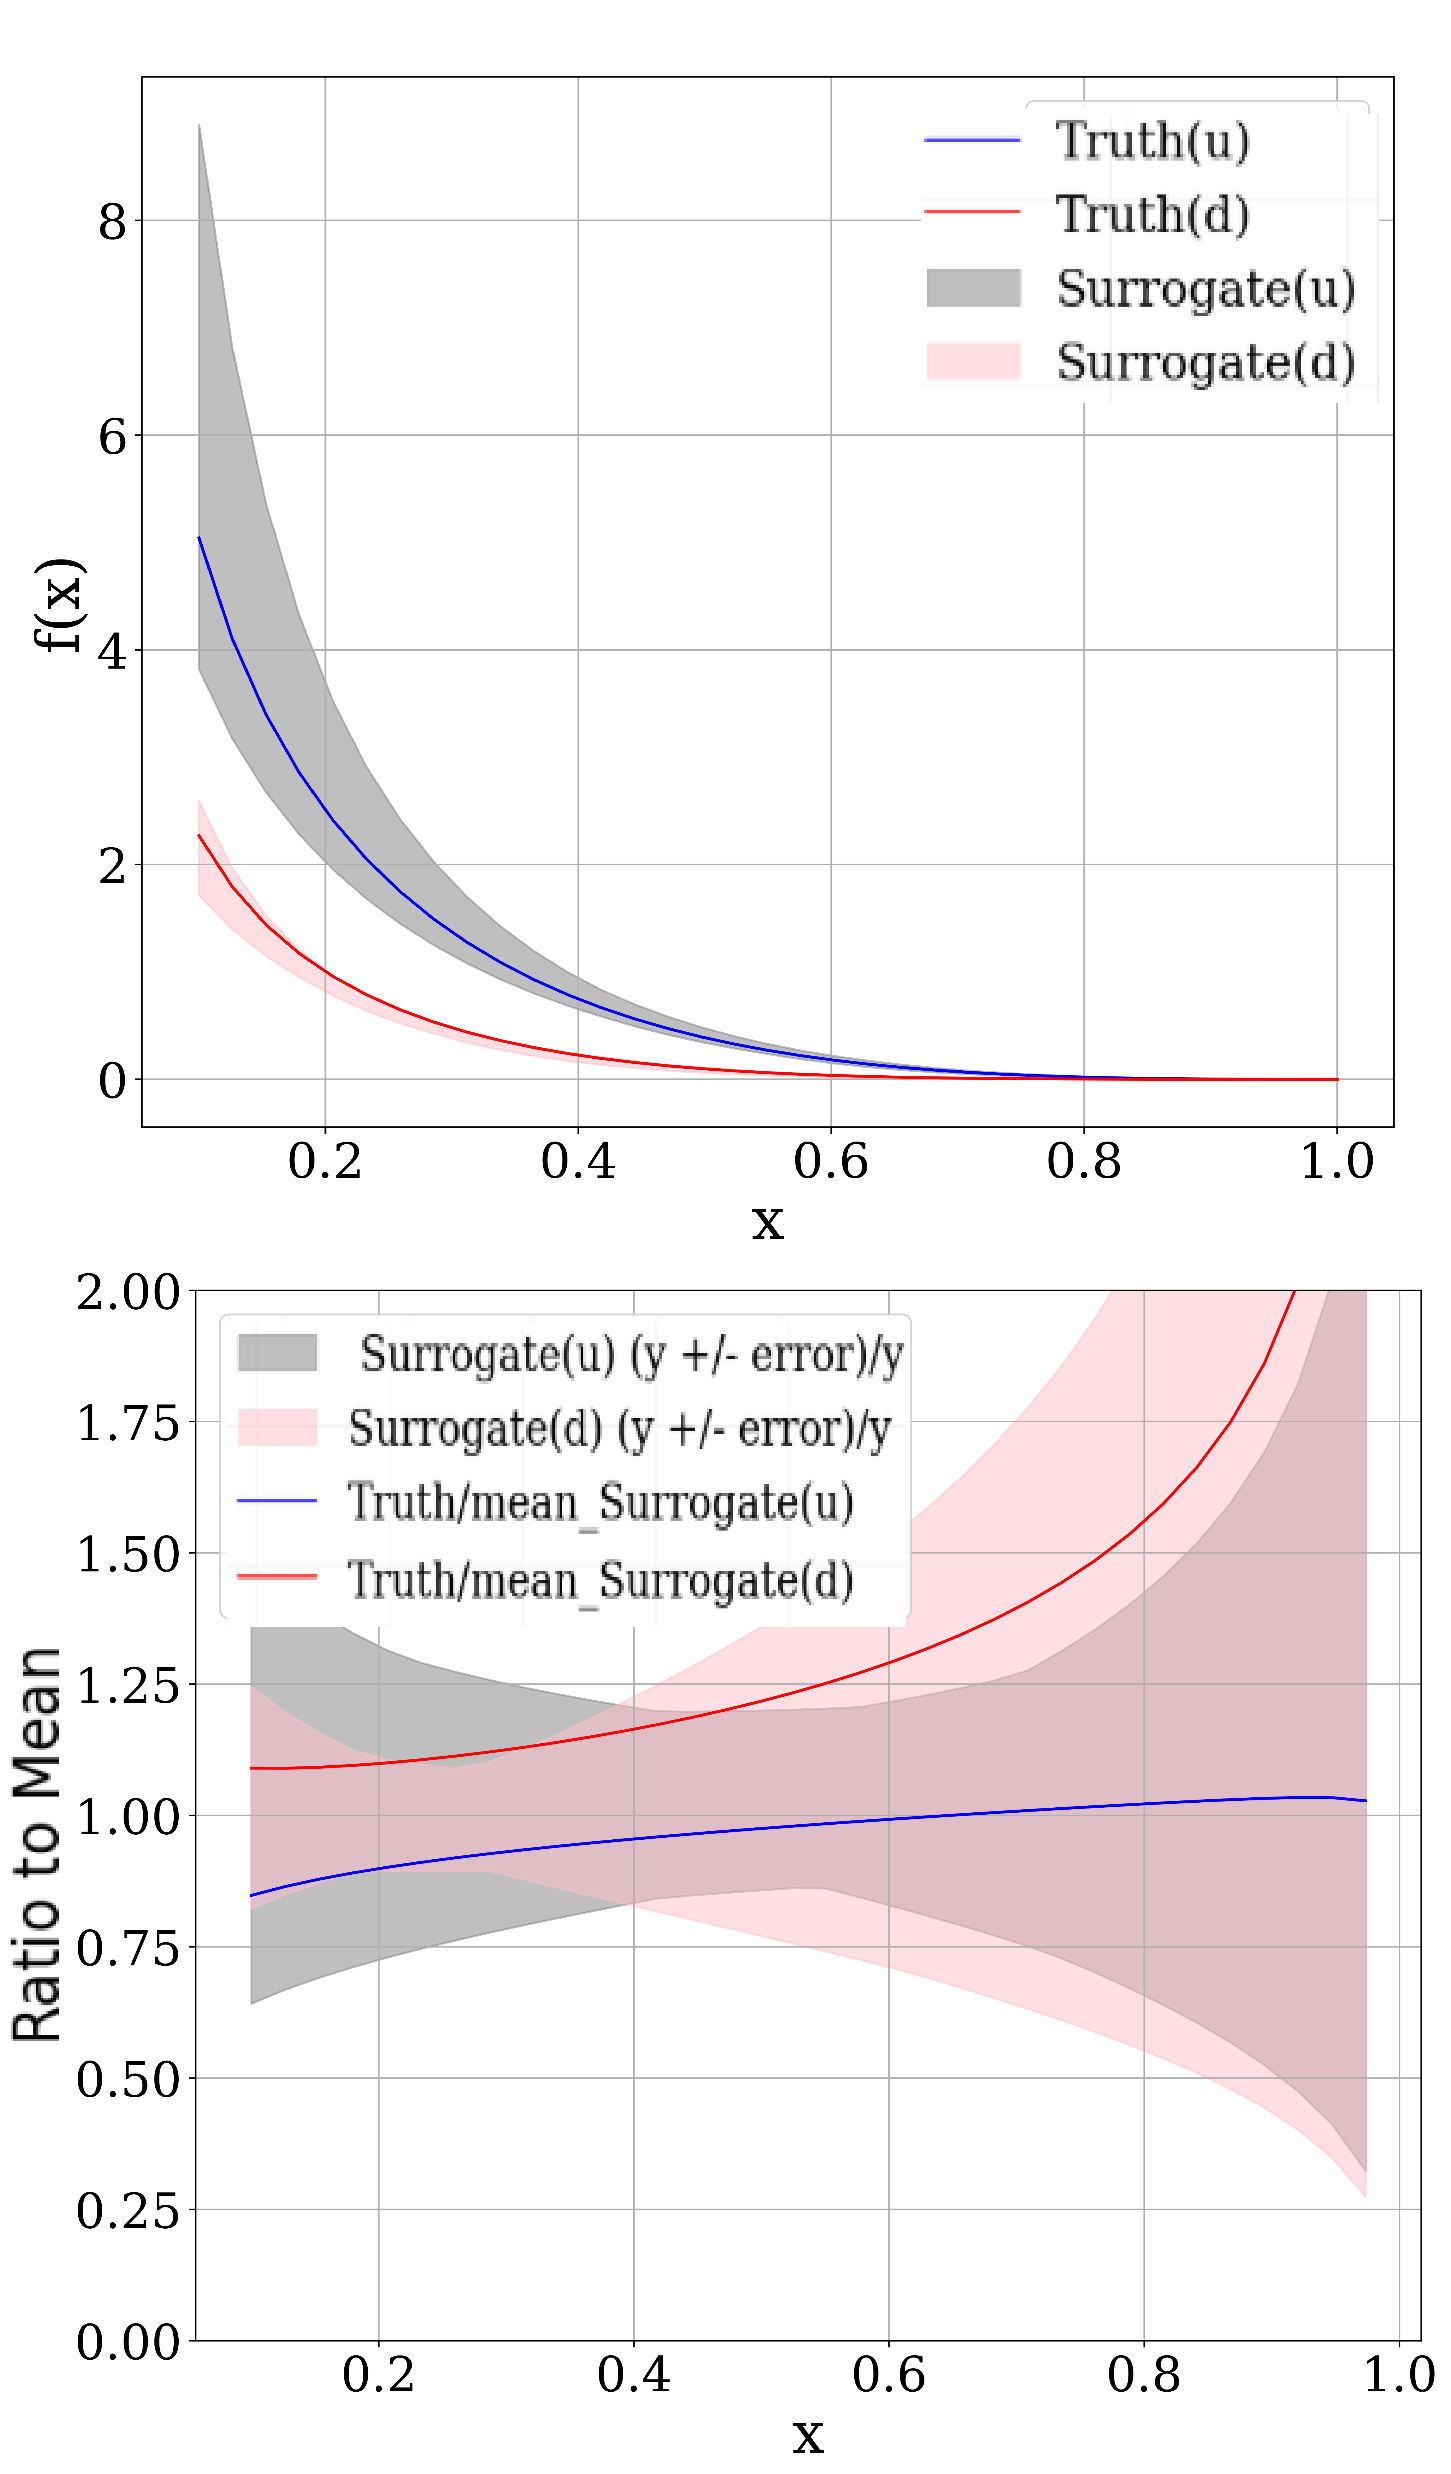 Truth(u)
Truth(d)
Surrogate(u)
Surrogate(d)
f(x)
8
6
4
2
0
0.2 0.4 0.6 0.8 1.0
x
Surrogate(u) (y +/- error)/y
Surrogate(d) (y +/- error)/y
Truth/mean_Surrogate(u)
Truth/mean_Surrogate(d)
Ratio to Mean
2.00
1.75
1.50
1.25
1.00
0.75
0.50
0.25
0.00
0.2 0.4 0.6 0.8 1.0
x